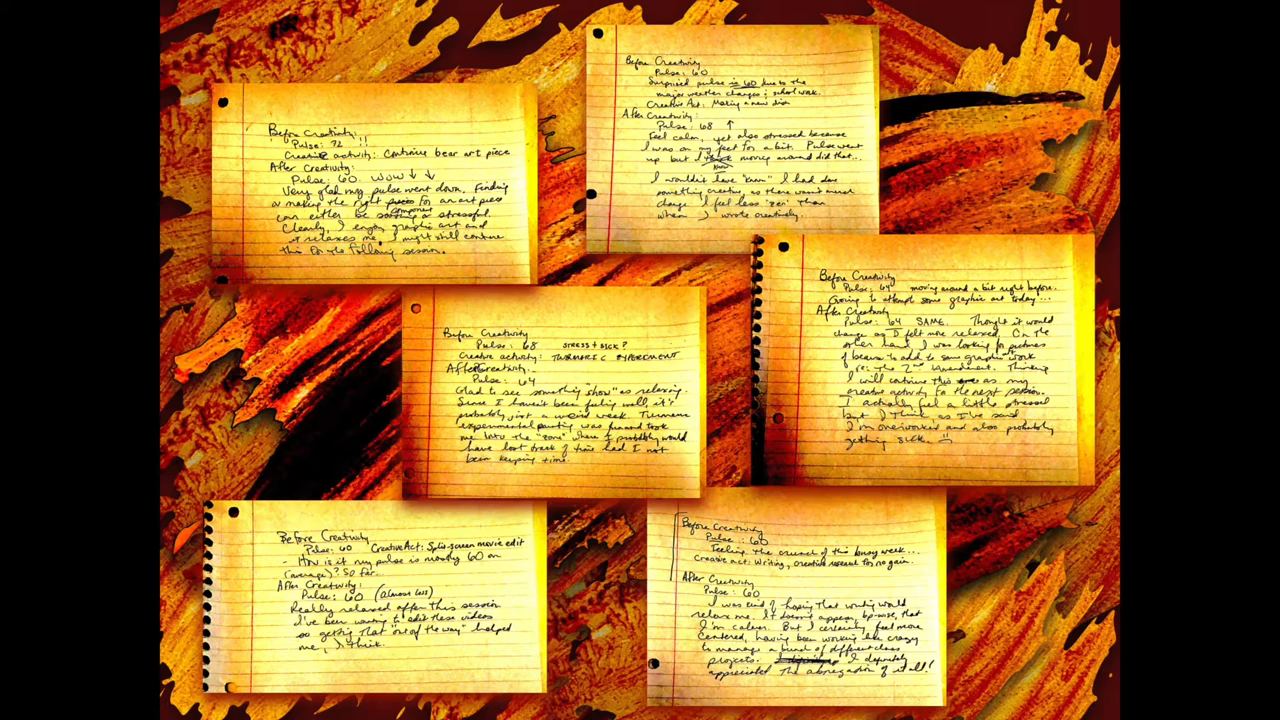 Before Creativity:
Pulse: 72 !!
Creative activity: Continue bear art piece
After Creativity:
Pulse: 60. WOW ↓ ↓
Very glad my pulse went down. Finding
or making the right component for an art piece
can either be or stressful.
Clearly, I enjoy graphic art and
it relaxes me. I might still continue
this for the following session.
Before Creativity
Pulse: 60
Surprised pulse is 60 due to the
major weather changes & school work.
Creative Act: Making a new dish
After Creativity:
Pulse: 68 ↑
Feel calm, yet also stressed because
I was on my feet for a bit. Pulse went
up but I know moving around did that...
I wouldn't have "known" I had done
something creative, as there wasn't much
change. I feel less "zen" than
when I wrote creatively.
Before Creativity
Pulse: 64 moving around a bit right before.
Going to attempt some graphic art today...
After Creativity
Pulse: 64 SAME. Thought it would
change as I felt more relaxed. On the
other hand, I was looking for pictures
of bears to add to some graphic work
re: the 2nd Amendment. Thinking
I will continue this as my
creative activity for the next session.
I actually feel a little stressed
but I think as I've said
I'm overworked and also probably
getting sick. :(
Before Creativity
Pulse: 68 STRESS + SICK?
Creative activity: TURMERIC EXPERIMENT
After Creativity:
Pulse: 64
Glad to see something "show" as relaxing.
Since I haven't been feeling well, it's
probably just a weird week. Turmeric
experimental painting was fun and took
me into the "zone" where I probably would
have lost track of time had I not
been keeping time.
Before Creativity
Pulse: 60 Creative Act: Split-screen movie edit
- How is it my pulse is mostly 60 on
(average)? So far.
After Creativity:
Pulse: 60 (almost less)
Really relaxed after this session
I've been wanting to edit these videos
so getting that "out of the way" helped
me, I think.
Before Creativity
Pulse: 60
Feeling the crunch of this busy week...
Creative act: Writing, creative for no gain.
After Creativity
Pulse: 60
I was kind of hoping that writing would
relax me. It doesn't appear, bp-wise, that
I'm calmer. But I certainly feel more
centered, having been working like crazy
to manage a bunch of different class
projects. I definitely
appreciated the of it all!